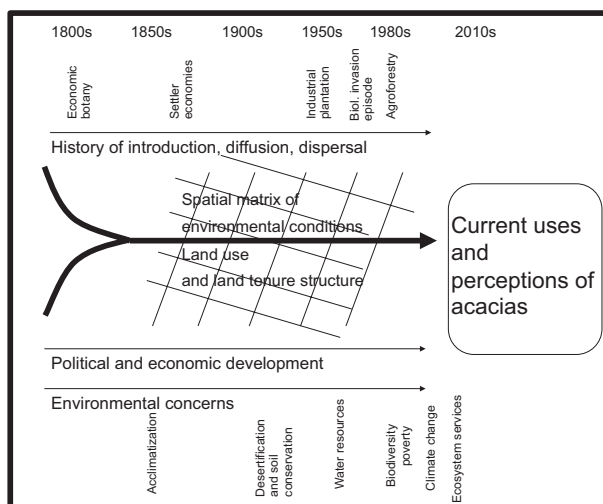 1800s 1850s 1900s 1950s 1980s 2010s
Economic
botany
Settler
economies
Industrial
plantation
Biol. invasion
episode
Agroforestry
History of introduction, diffusion, dispersal
Spatial matrix of
environmental conditions
Land use
and land tenure structure
Current uses
and
perceptions of
acacias
Political and economic development
Environmental concerns
Acclimatization
Desertification
and soil
conservation
Water resources
Biodiversity
poverty
Climate change
Ecosystem services